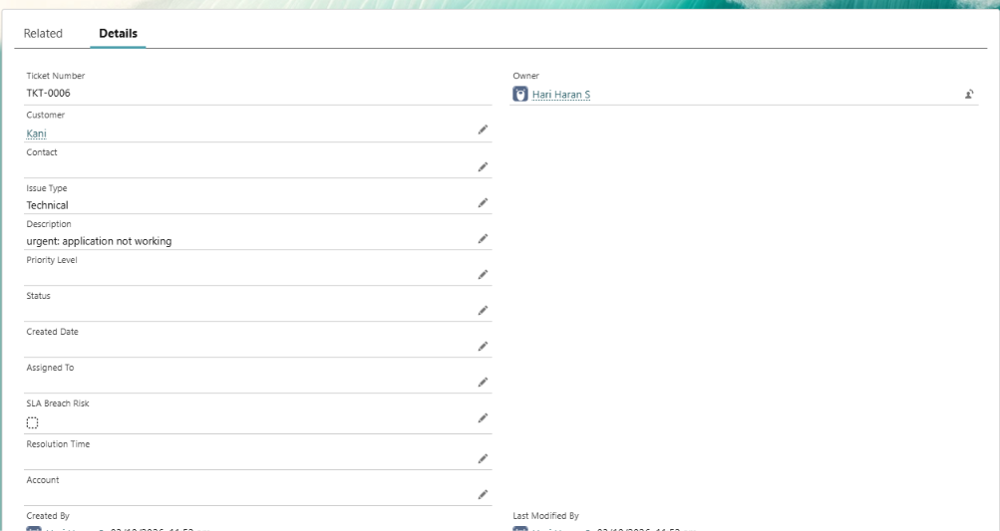 Related Details
Ticket Number
TKT-0006
Owner
Hari Haran S
Customer
Kani
Contact
Issue Type
Technical
Description
urgent: application not working
Priority Level
Status
Created Date
Assigned To
SLA Breach Risk
Resolution Time
Account
Created By
Last Modified By